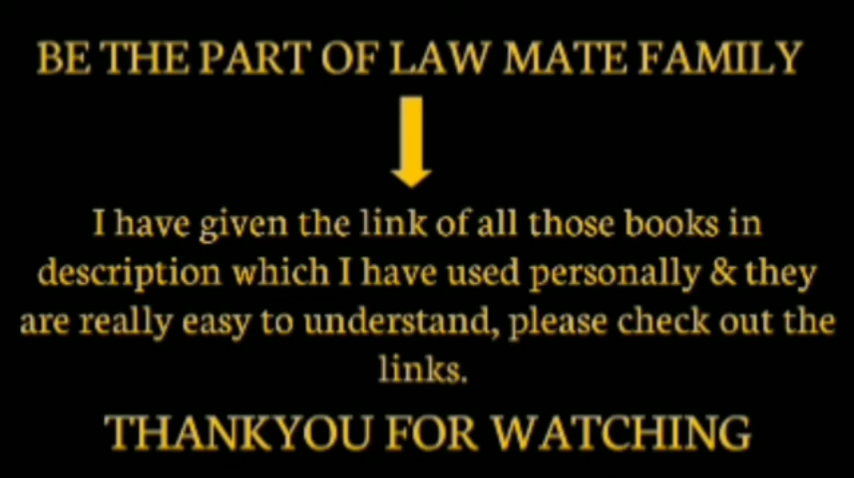 BE THE PART OF LAW MATE FAMILY
I have given the link of all those books in
description which I have used personally & they
are really easy to understand, please check out the
links.
THANKYOU FOR WATCHING